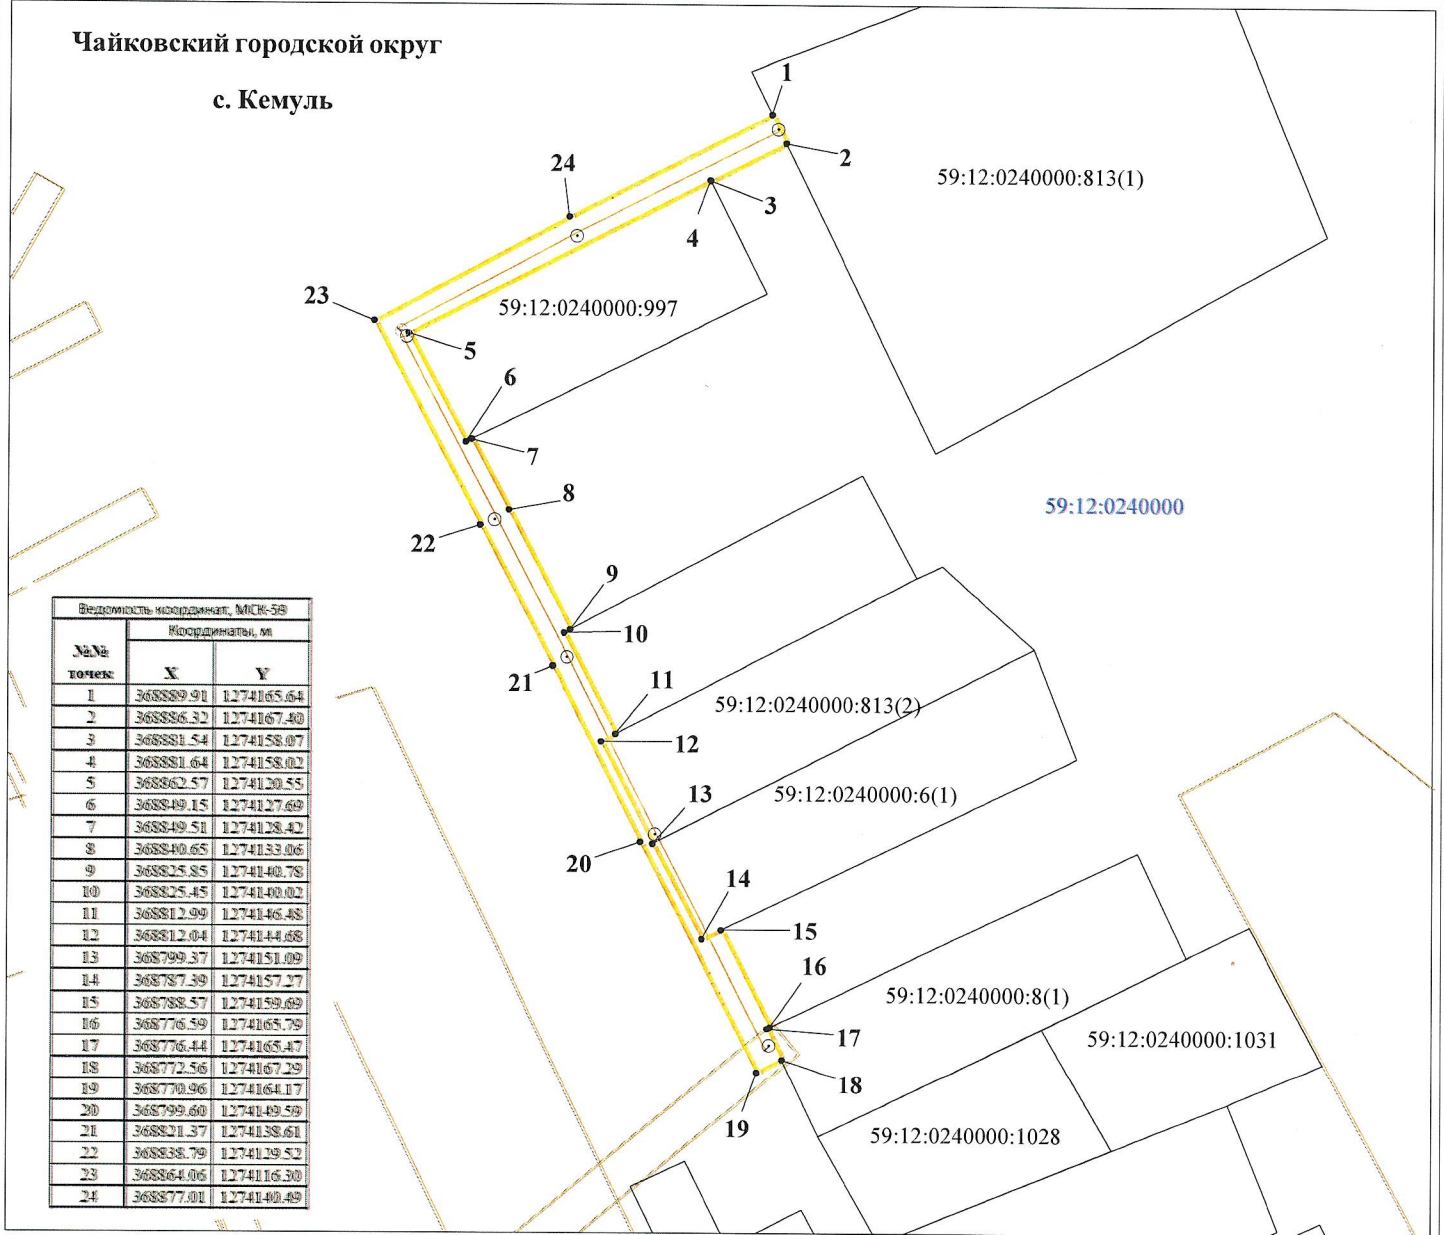 Чайковский городской округ
с. Кемуль
1
2
24
59:12:0240000:813(1)
3
4
23
59:12:0240000:997
5
6
7
8
59:12:0240000
22
9
10
21
11
59:12:0240000:813(2)
12
13
59:12:0240000:6(1)
20
14
15
16
59:12:0240000:8(1)
17
59:12:0240000:1031
18
19
59:12:0240000:1028
Ведомость координат, МСК-59
№№ точек
Координаты, м
X Y
1 368889.91 1274165.64
2 368886.32 1274167.40
3 368881.54 1274158.07
4 368881.64 1274158.02
5 368862.57 1274120.55
6 368849.15 1274127.69
7 368849.51 1274128.42
8 368840.65 1274133.06
9 368825.85 1274140.78
10 368825.45 1274140.02
11 368812.99 1274146.48
12 368812.04 1274144.68
13 368799.37 1274151.09
14 368787.39 1274157.27
15 368788.57 1274159.69
16 368776.59 1274165.79
17 368776.44 1274165.47
18 368772.56 1274167.29
19 368770.96 1274164.17
20 368799.60 1274149.59
21 368821.37 1274138.61
22 368838.79 1274129.52
23 368864.06 1274116.30
24 368877.01 1274140.49